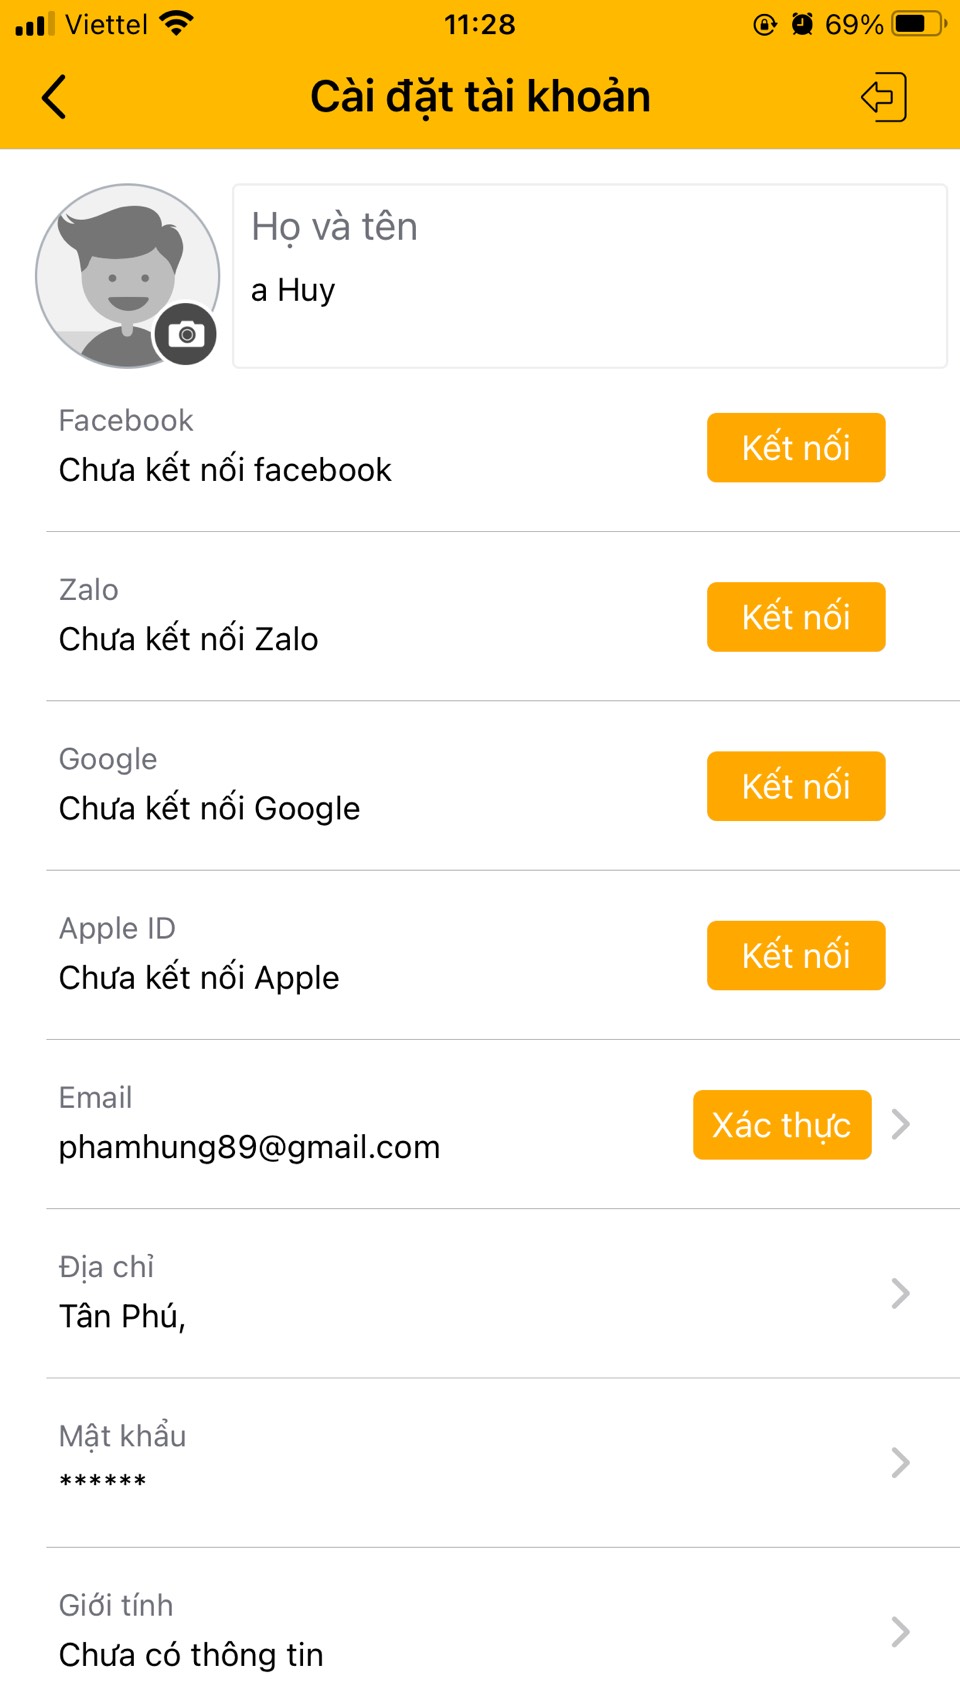 Viettel 11:28 69%
Cài đặt tài khoản
Họ và tên
a Huy
Facebook
Chưa kết nối facebook
Kết nối
Zalo
Chưa kết nối Zalo
Kết nối
Google
Chưa kết nối Google
Kết nối
Apple ID
Chưa kết nối Apple
Kết nối
Email
phamhung89@gmail.com
Xác thực
Địa chỉ
Tân Phú,
Mật khẩu
******
Giới tính
Chưa có thông tin